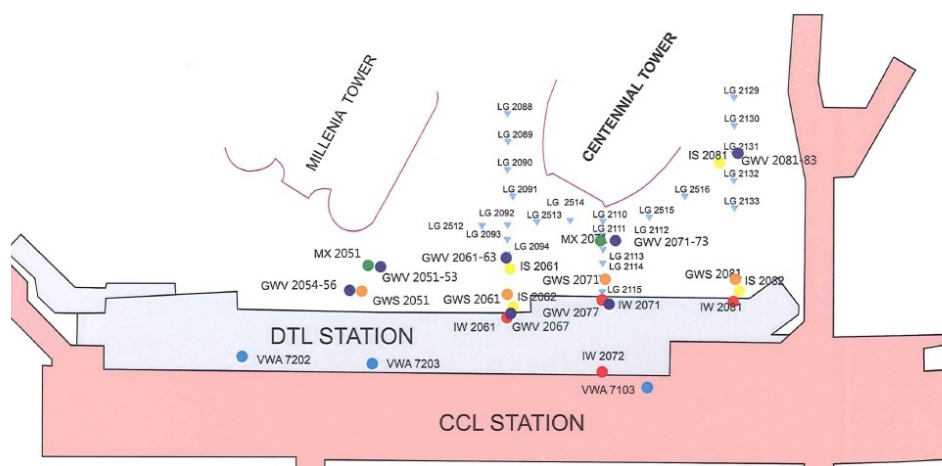 MILLENIA TOWER
CENTENNIAL TOWER
LG 2088
LG 2089
LG 2090
LG 2091
LG 2092
LG 2093
LG 2094
LG 2512
LG 2513
LG 2514
LG 2110
LG 2111
LG 2112
LG 2113
LG 2114
LG 2115
LG 2515
LG 2516
LG 2129
LG 2130
LG 2131
LG 2132
LG 2133
IS 2081
GWV 2081-83
MX 2051
GWV 2051-53
GWV 2054-56
GWS 2051
GWV 2061-63
IS 2061
GWS 2061
IS 2062
IW 2061
GWV 2067
GWV 2071-73
GWS 2071
GWV 2077
IW 2071
GWS 2081
IS 2082
IW 2081
DTL STATION
VWA 7202
VWA 7203
IW 2072
VWA 7103
CCL STATION